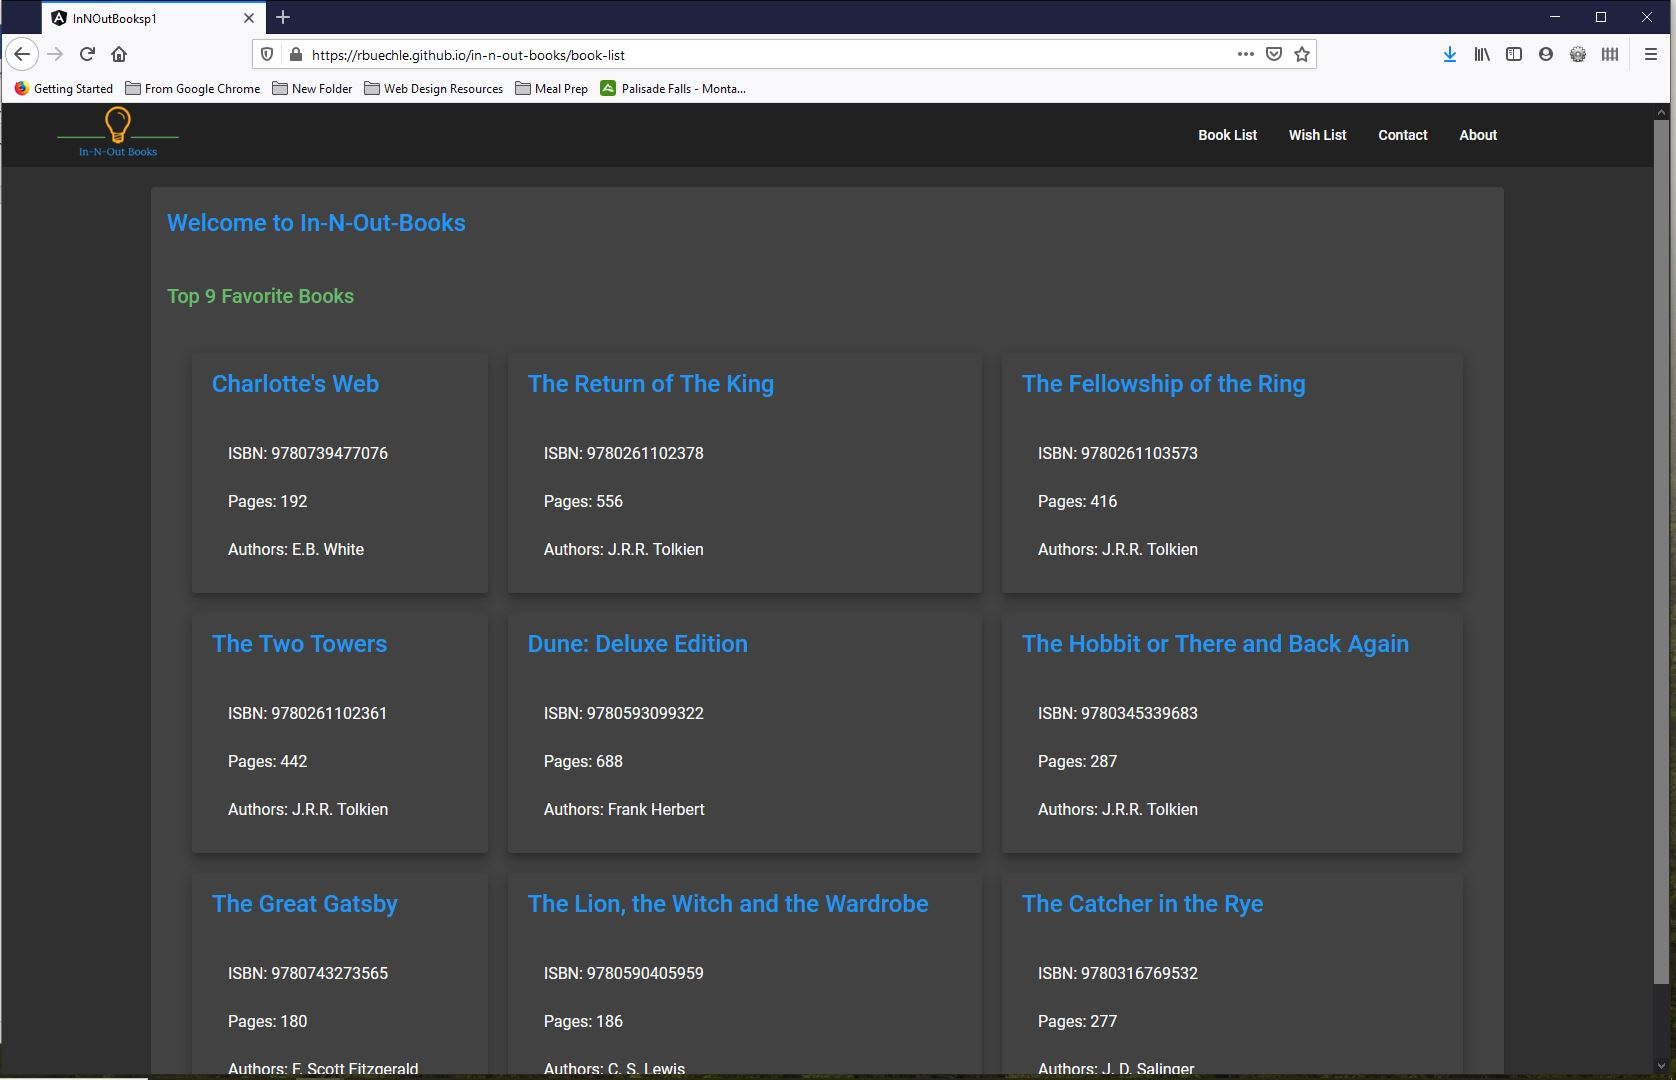 InNOutBooksp1
https://rbuechle.github.io/in-n-out-books/book-list
Getting Started From Google Chrome New Folder Web Design Resources Meal Prep Palisade Falls - Monta...
In-N-Out Books
Book List Wish List Contact About
Welcome to In-N-Out-Books
Top 9 Favorite Books
Charlotte's Web
ISBN: 9780739477076
Pages: 192
Authors: E.B. White
The Return of The King
ISBN: 9780261102378
Pages: 556
Authors: J.R.R. Tolkien
The Fellowship of the Ring
ISBN: 9780261103573
Pages: 416
Authors: J.R.R. Tolkien
The Two Towers
ISBN: 9780261102361
Pages: 442
Authors: J.R.R. Tolkien
Dune: Deluxe Edition
ISBN: 9780593099322
Pages: 688
Authors: Frank Herbert
The Hobbit or There and Back Again
ISBN: 9780345339683
Pages: 287
Authors: J.R.R. Tolkien
The Great Gatsby
ISBN: 9780743273565
Pages: 180
Authors: F. Scott Fitzgerald
The Lion, the Witch and the Wardrobe
ISBN: 9780590405959
Pages: 186
Authors: C. S. Lewis
The Catcher in the Rye
ISBN: 9780316769532
Pages: 277
Authors: J. D. Salinger